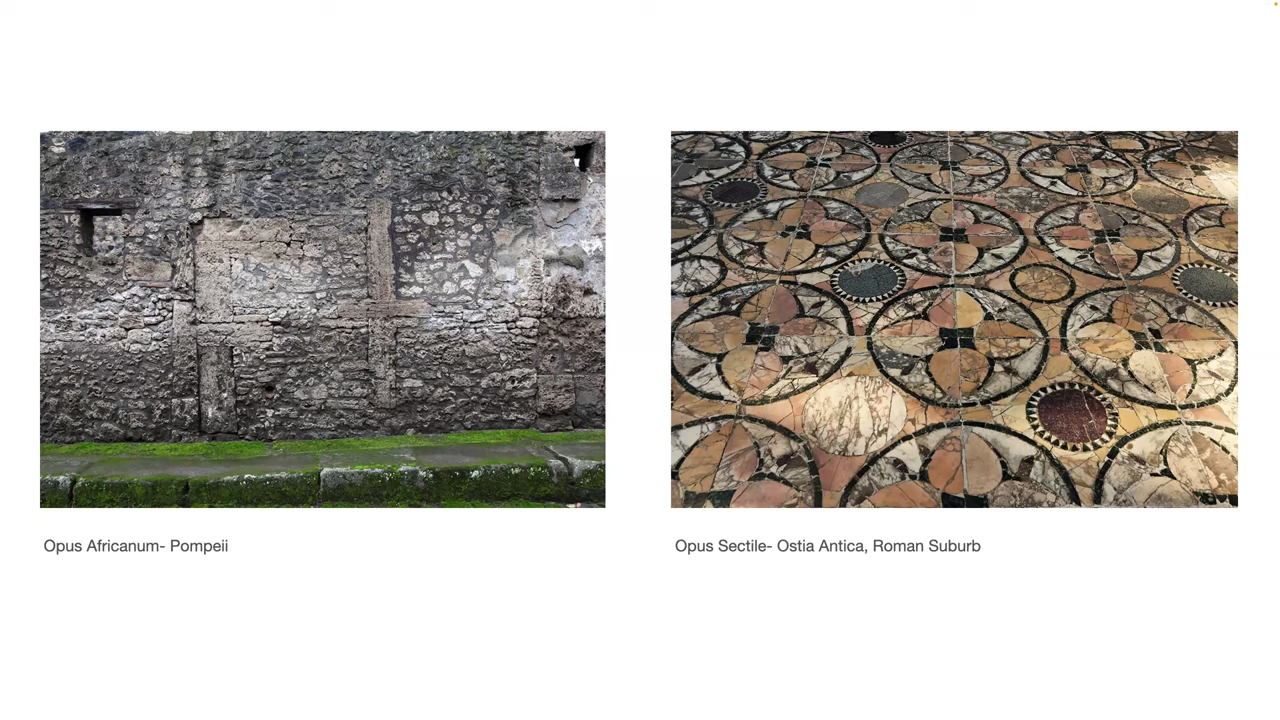 Opus Africanum- Pompeii
Opus Sectile- Ostia Antica, Roman Suburb